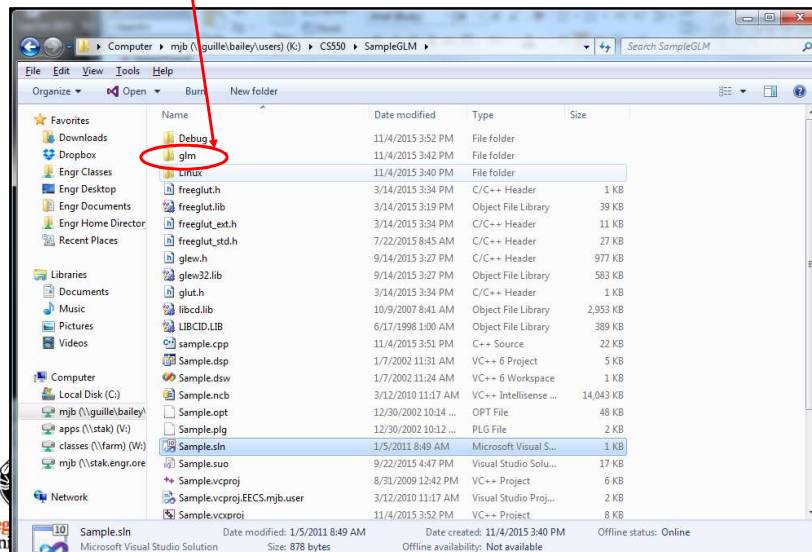 Computer ▸ mjb (\\guille\bailey\users) (K:) ▸ CS550 ▸ SampleGLM ▸
Search SampleGLM
File Edit View Tools Help
Organize Open Burn New folder
Name Date modified Type Size
Favorites
Downloads
Dropbox
Engr Classes
Engr Desktop
Engr Documents
Engr Home Director
Recent Places
Libraries
Documents
Music
Pictures
Videos
Computer
Local Disk (C:)
mjb (\\guille\bailey\
apps (\\stak) (V:)
classes (\\farm) (W:)
mjb (\\stak.engr.ore
Network
Debug 11/4/2015 3:52 PM File folder
glm 11/4/2015 3:42 PM File folder
Linux 11/4/2015 3:40 PM File folder
freeglut.h 3/14/2015 3:34 PM C/C++ Header 1 KB
freeglut.lib 3/14/2015 3:19 PM Object File Library 39 KB
freeglut_ext.h 3/14/2015 3:34 PM C/C++ Header 11 KB
freeglut_std.h 7/22/2015 8:45 AM C/C++ Header 27 KB
glew.h 9/14/2015 3:27 PM C/C++ Header 977 KB
glew32.lib 9/14/2015 3:27 PM Object File Library 583 KB
glut.h 3/14/2015 3:34 PM C/C++ Header 1 KB
libcd.lib 10/9/2007 8:41 AM Object File Library 2,953 KB
LIBCID.LIB 6/17/1998 1:00 AM Object File Library 389 KB
sample.cpp 11/4/2015 3:51 PM C++ Source 22 KB
Sample.dsp 1/7/2002 11:31 AM VC++ 6 Project 5 KB
Sample.dsw 1/7/2002 11:24 AM VC++ 6 Workspace 1 KB
Sample.ncb 3/12/2010 11:17 AM VC++ Intellisense ... 14,043 KB
Sample.opt 12/30/2002 10:14 ... OPT File 48 KB
Sample.plg 12/30/2002 10:12 ... PLG File 2 KB
Sample.sln 1/5/2011 8:49 AM Microsoft Visual S... 1 KB
Sample.suo 9/22/2015 4:47 PM Visual Studio Solu... 17 KB
Sample.vcproj 8/31/2009 12:42 PM VC++ Project 6 KB
Sample.vcproj.EECS.mjb.user 3/12/2010 11:17 AM Visual Studio Proj... 2 KB
Sample.vcxproj 11/4/2015 3:52 PM VC++ Project 8 KB
Sample.sln Date modified: 1/5/2011 8:49 AM Date created: 11/4/2015 3:40 PM Offline status: Online
Microsoft Visual Studio Solution Size: 878 bytes Offline availability: Not available